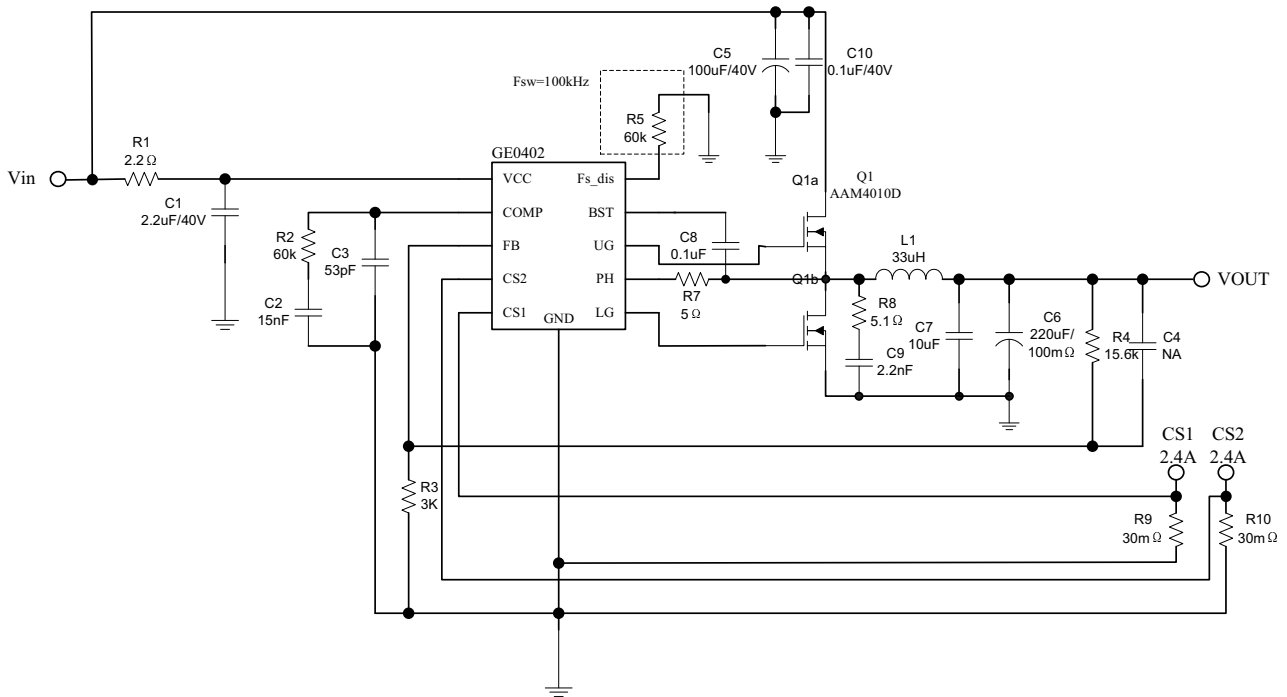 C5
100uF/40V
C10
0.1uF/40V
Fsw=100kHz
R5
60k
R1
2.2Ω
GE0402
Vin
VCC
Fs_dis
Q1a
Q1
AAM4010D
C1
2.2uF/40V
COMP
BST
R2
60k
C3
53pF
FB
UG
C8
0.1uF
L1
33uH
CS2
PH
Q1b
VOUT
R7
5Ω
C2
15nF
CS1
GND
LG
R8
5.1Ω
C7
10uF
C6
220uF/
100mΩ
R4
15.6k
C4
NA
C9
2.2nF
CS1
2.4A
CS2
2.4A
R3
3K
R9
30mΩ
R10
30mΩ